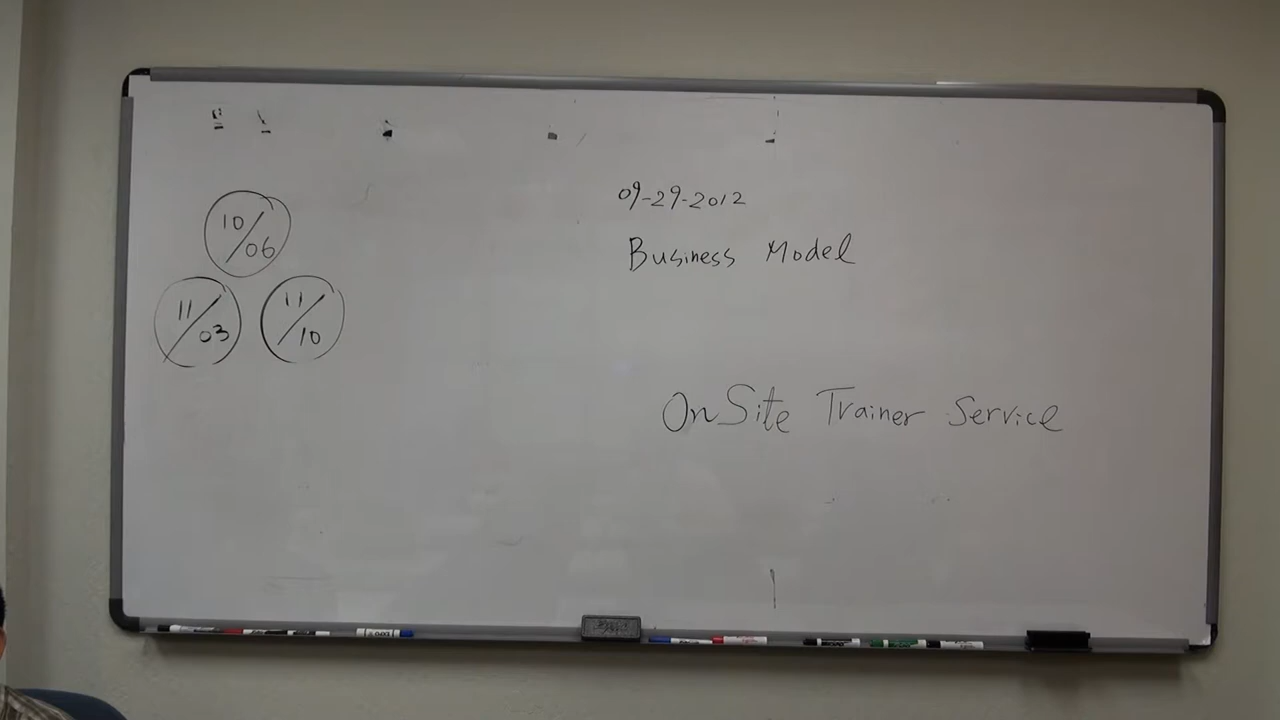 10/06
11/03
11/10
09-29-2012
Business Model
OnSite Trainer Service